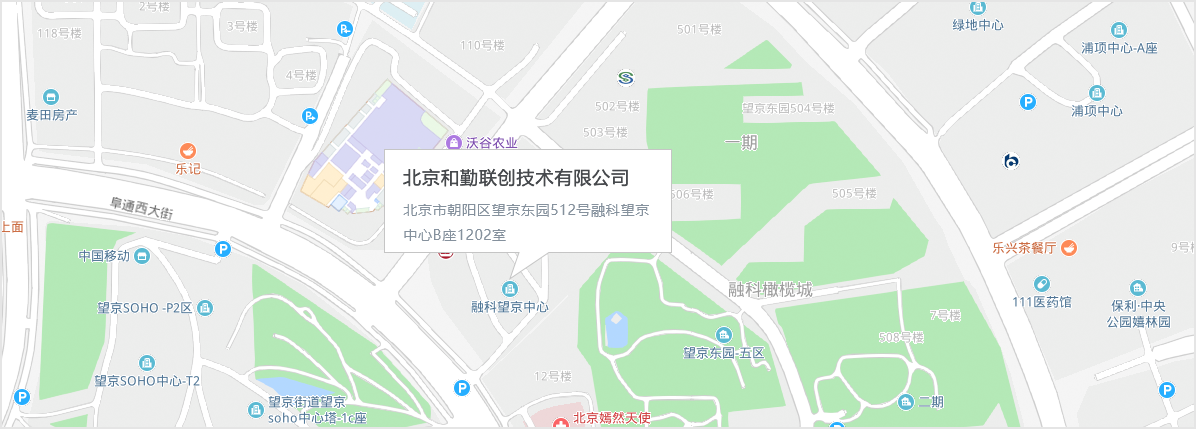 2号楼
118号楼
3号楼
501号楼
绿地中心
110号楼
浦项中心-A座
4号楼
麦田房产
502号楼
望京东园504号楼
浦项中心
503号楼
沃谷农业
一期
乐记
北京和勤联创技术有限公司
506号楼
505号楼
北京市朝阳区望京东园512号融科望京
中心B座1202室
阜通西大街
上面
中国移动
乐兴茶餐厅
9号楼
融科橄榄城
望京SOHO -P2区
融科望京中心
111医药馆
保利·中央
公园嬉林园
7号楼
508号楼
望京东园-五区
望京SOHO中心-T2
12号楼
望京街道望京
soho中心塔-1c座
二期
北京嫣然天使